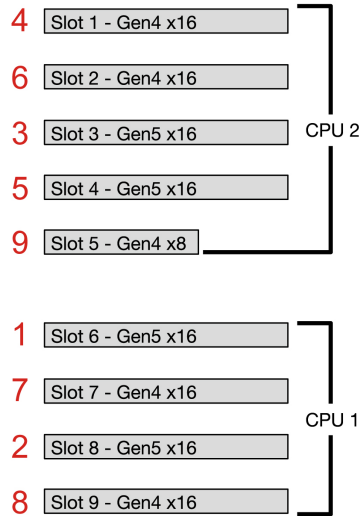 4 Slot 1 - Gen4 x16
6 Slot 2 - Gen4 x16
3 Slot 3 - Gen5 x16
CPU 2
5 Slot 4 - Gen5 x16
9 Slot 5 - Gen4 x8
1 Slot 6 - Gen5 x16
7 Slot 7 - Gen4 x16
CPU 1
2 Slot 8 - Gen5 x16
8 Slot 9 - Gen4 x16